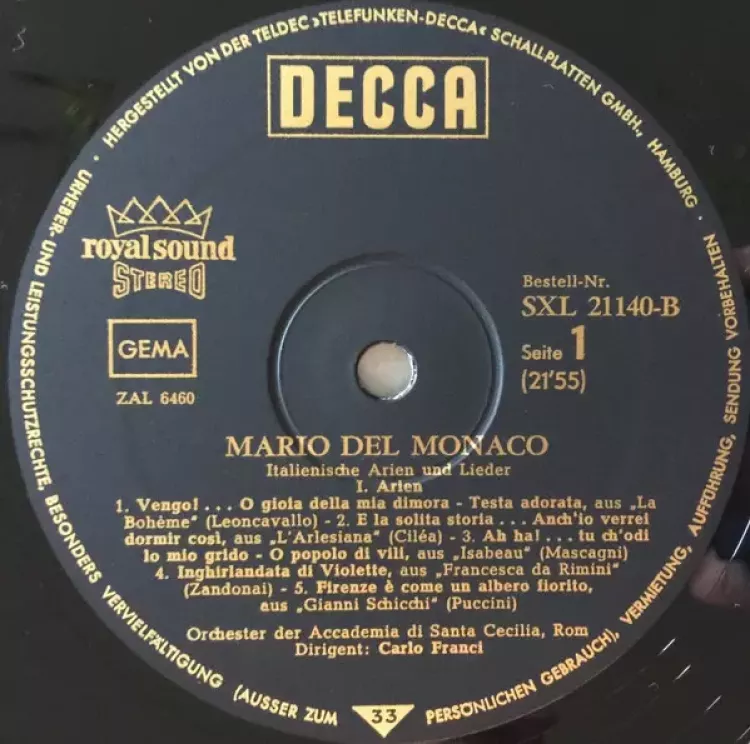 HERGESTELLT VON DER TELDEC »TELEFUNKEN-DECCA« SCHALLPLATTEN GMBH., HAMBURG ·
URHEBER- UND LEISTUNGSSCHUTZRECHTE, BESONDERS VERVIELFÄLTIGUNG (AUSSER ZUM PERSÖNLICHEN GEBRAUCH), VERMIETUNG, AUFFÜHRUNG, SENDUNG VORBEHALTEN ·
DECCA
royal sound
STEREO
GEMA
ZAL 6460
Bestell-Nr.
SXL 21140-B
Seite 1
(21'55)
MARIO DEL MONACO
Italienische Arien und Lieder
I. Arien
1. Vengo! . . . O gioia della mia dimora - Testa adorata, aus „La
Bohème" (Leoncavallo) - 2. E la solita storia . . . Anch'io verrei
dormir così, aus „L'Arlesiana" (Ciléa) - 3. Ah ha! . . . tu ch'odi
lo mio grido - O popolo di vili, aus „Isabeau" (Mascagni)
4. Inghirlandata di Violette, aus „Francesca da Rimini"
(Zandonai) - 5. Firenze è come un albero fiorito,
aus „Gianni Schicchi" (Puccini)
Orchester der Accademia di Santa Cecilia, Rom
Dirigent: Carlo Franci
33